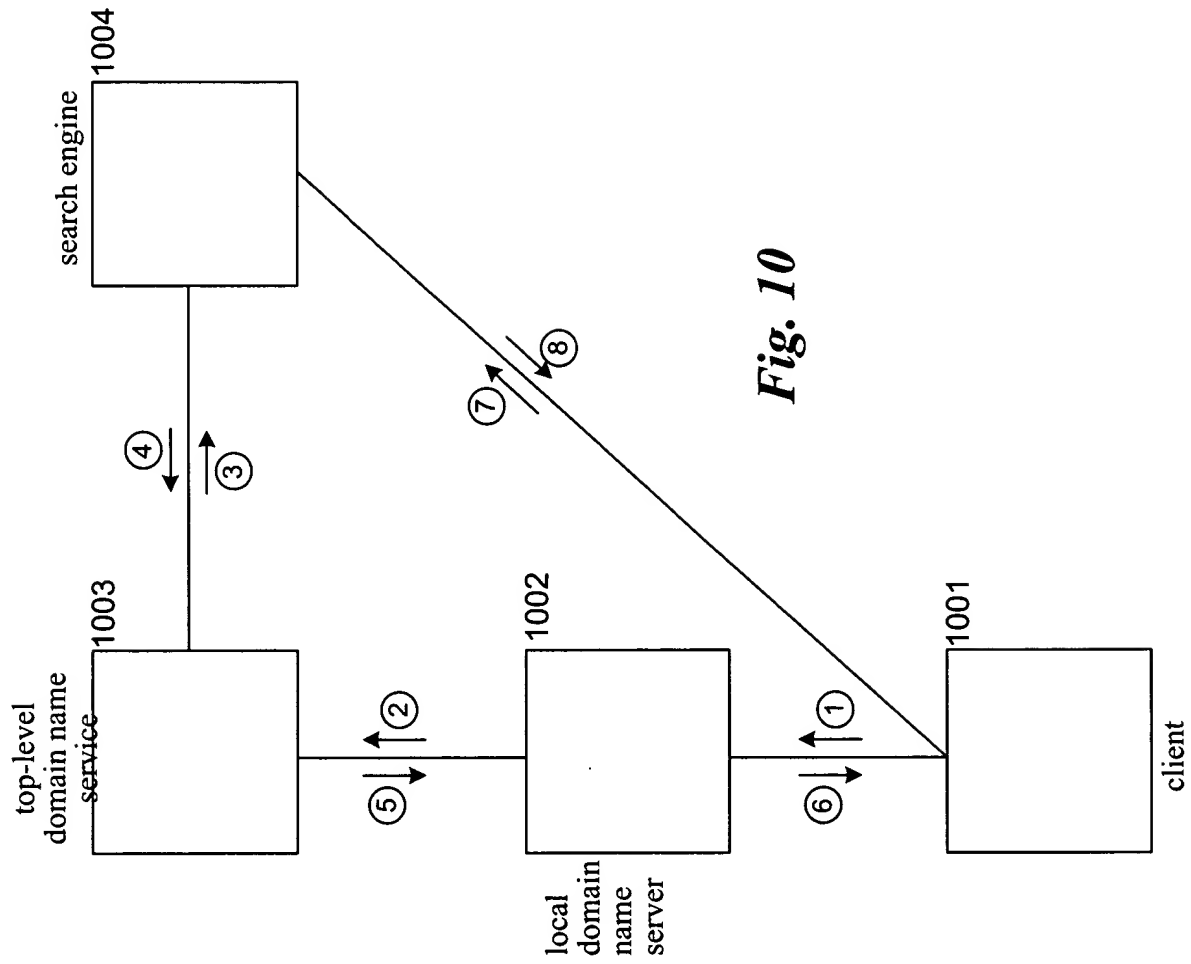 top-level
domain name
service
1003
search engine
1004
4
3
5
2
7
8
local
domain
name
server
1002
6
1
1001
client
Fig. 10